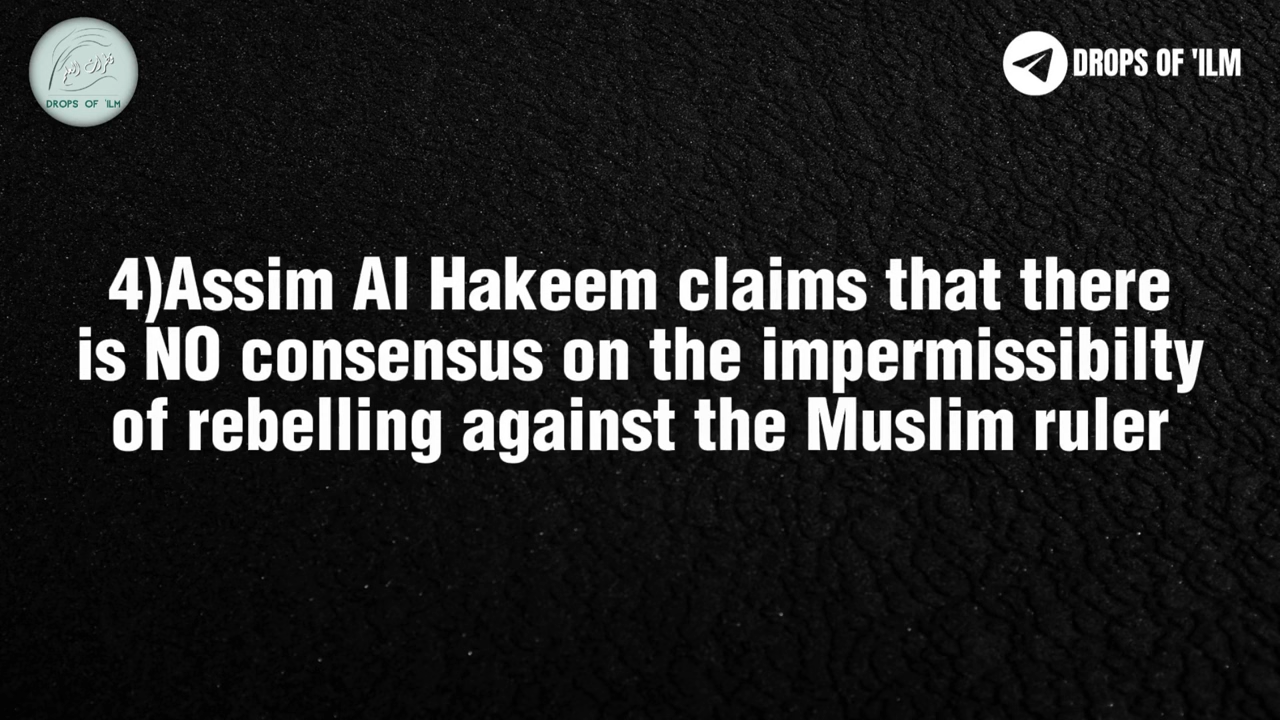 DROPS OF 'ILM
DROPS OF 'ILM
4)Assim Al Hakeem claims that there
is NO consensus on the impermissibilty
of rebelling against the Muslim ruler